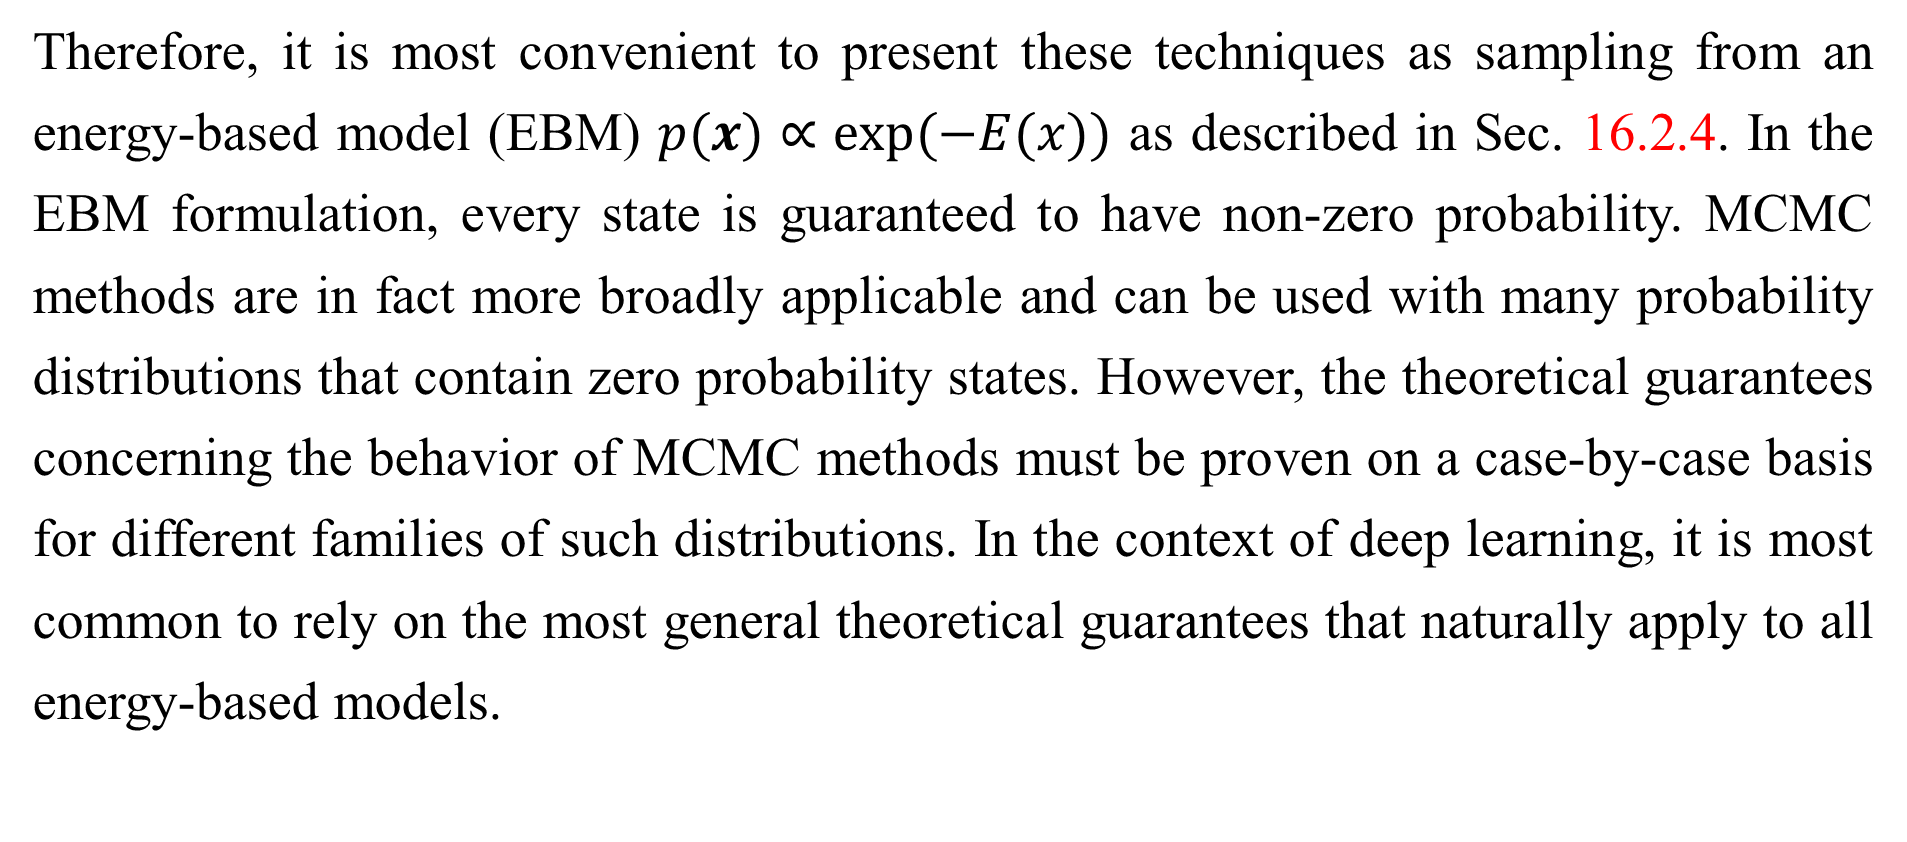 Therefore, it is most convenient to present these techniques as sampling from an
energy-based model (EBM) p(𝒙) ∝ exp(−E(x)) as described in Sec. 16.2.4. In the
EBM formulation, every state is guaranteed to have non-zero probability. MCMC
methods are in fact more broadly applicable and can be used with many probability
distributions that contain zero probability states. However, the theoretical guarantees
concerning the behavior of MCMC methods must be proven on a case-by-case basis
for different families of such distributions. In the context of deep learning, it is most
common to rely on the most general theoretical guarantees that naturally apply to all
energy-based models.